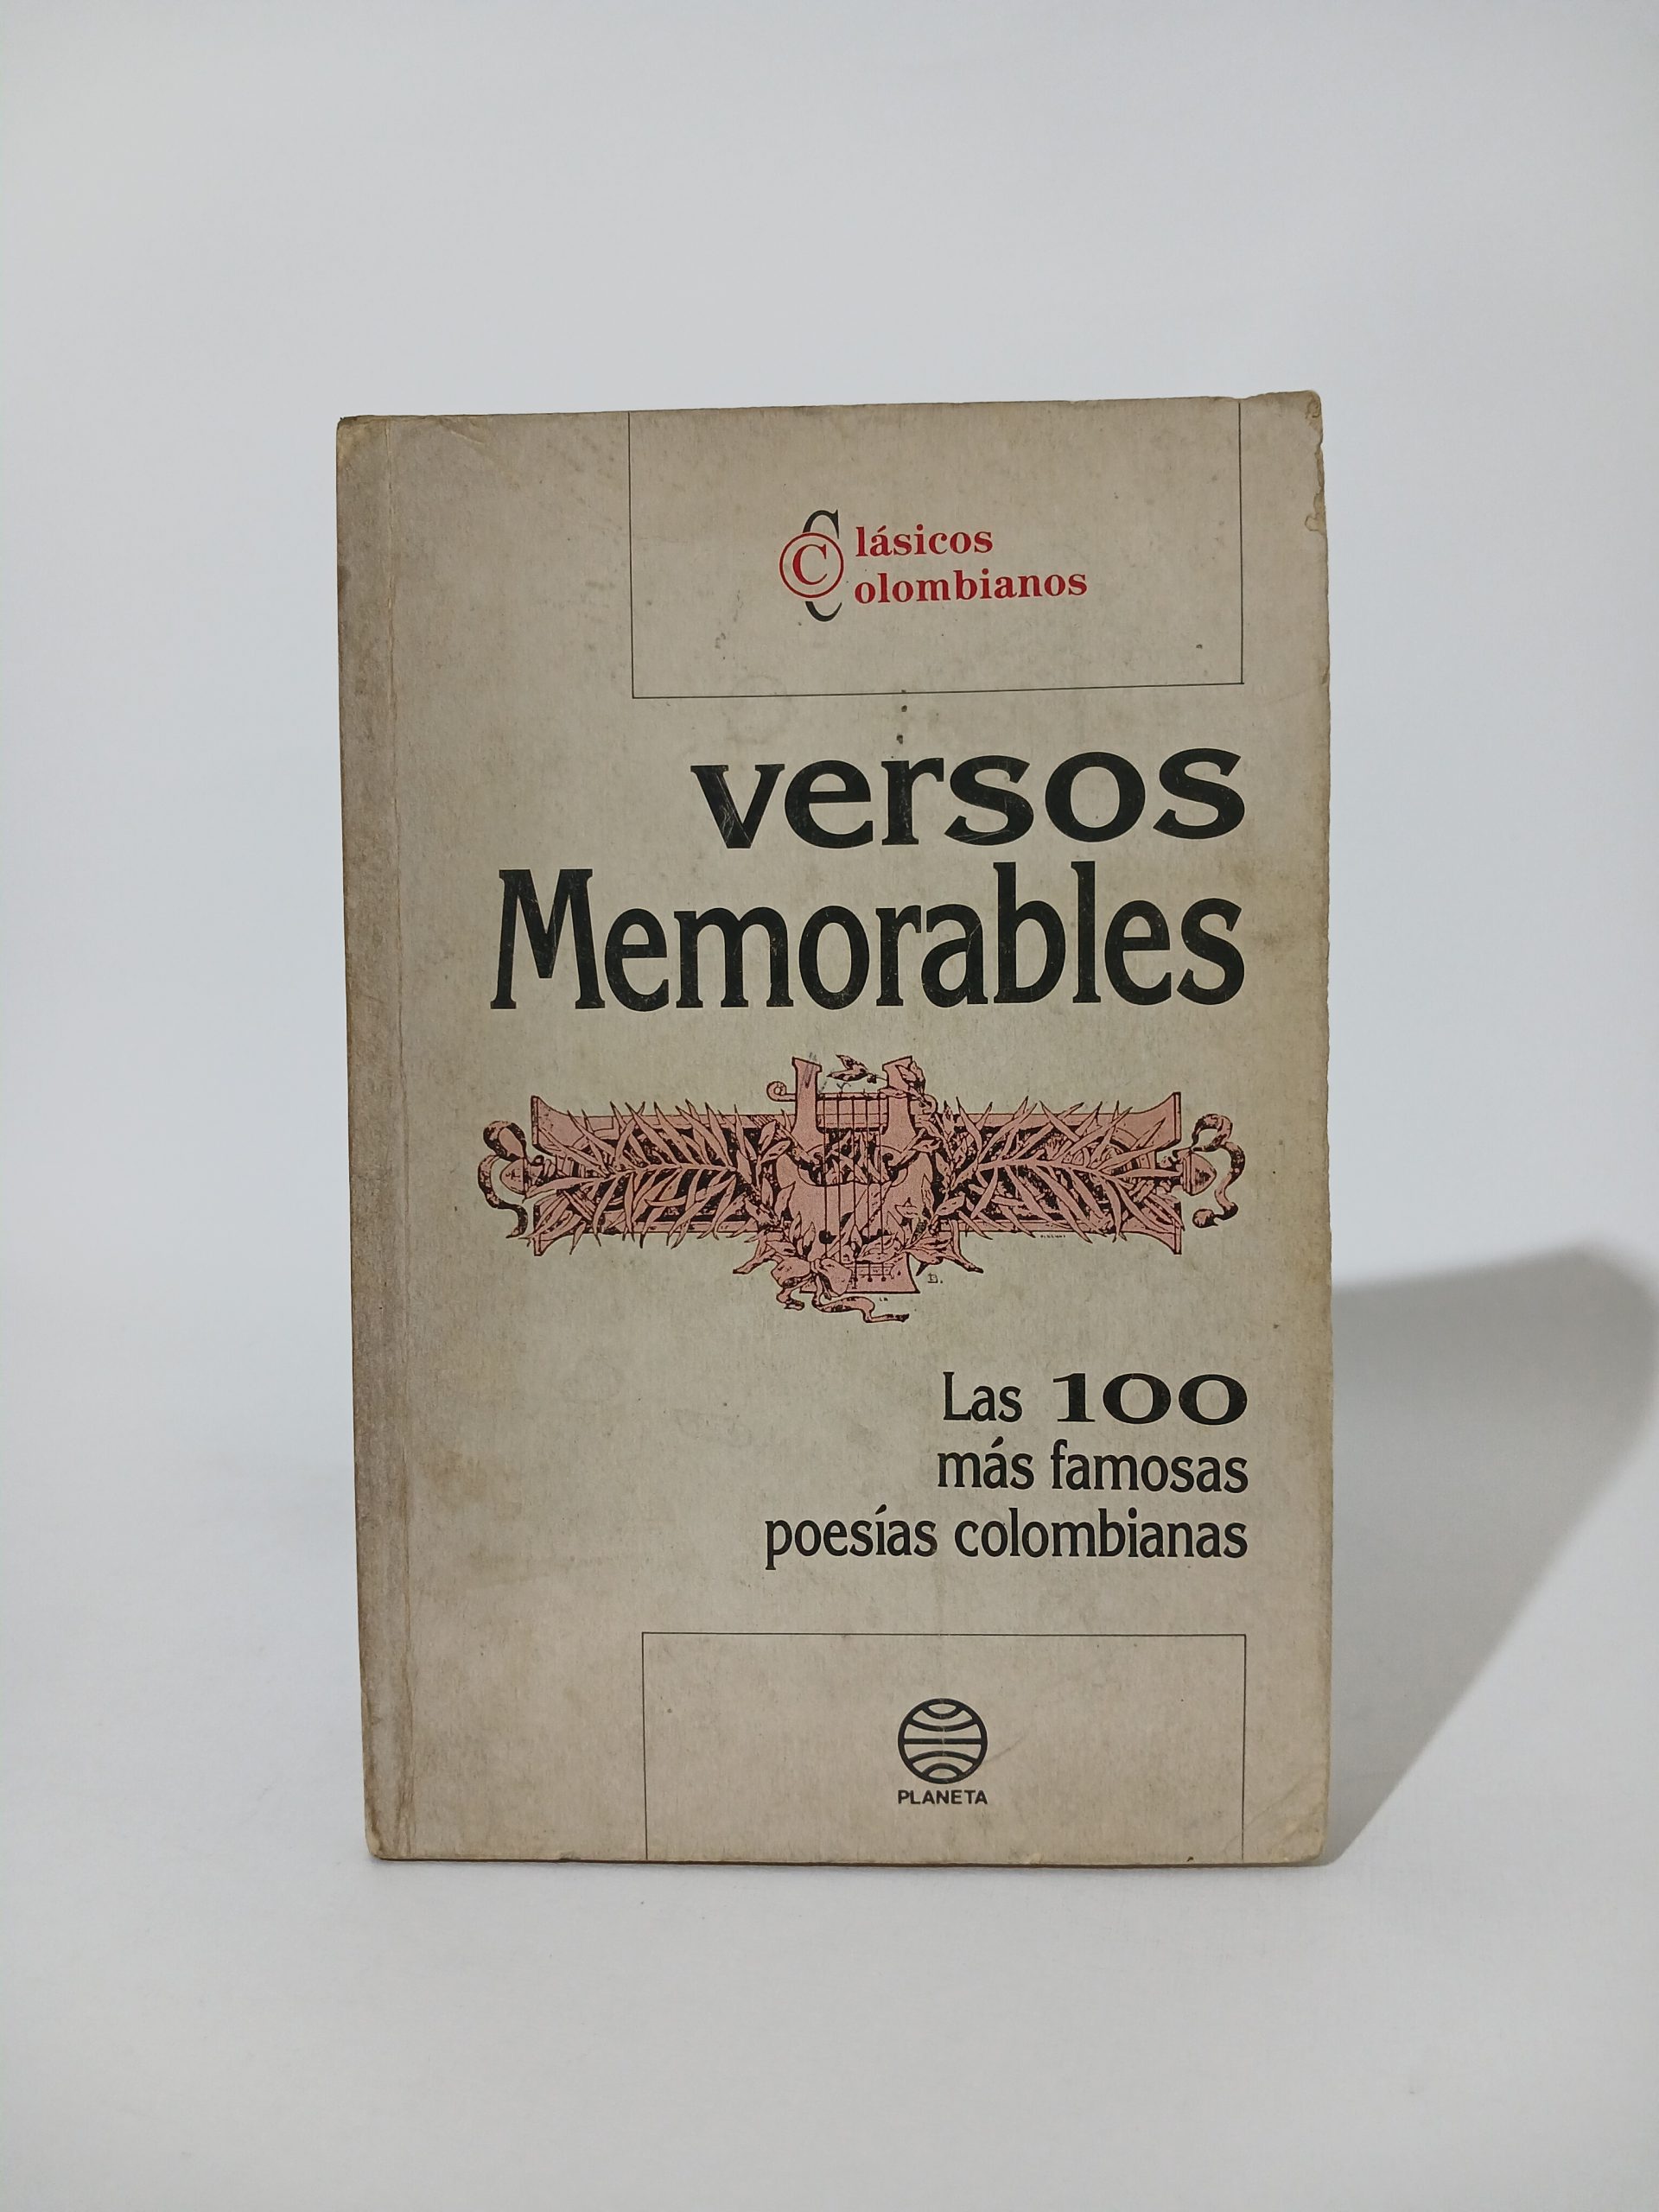 Clásicos
Colombianos
versos
Memorables
Las 100
más famosas
poesías colombianas
PLANETA